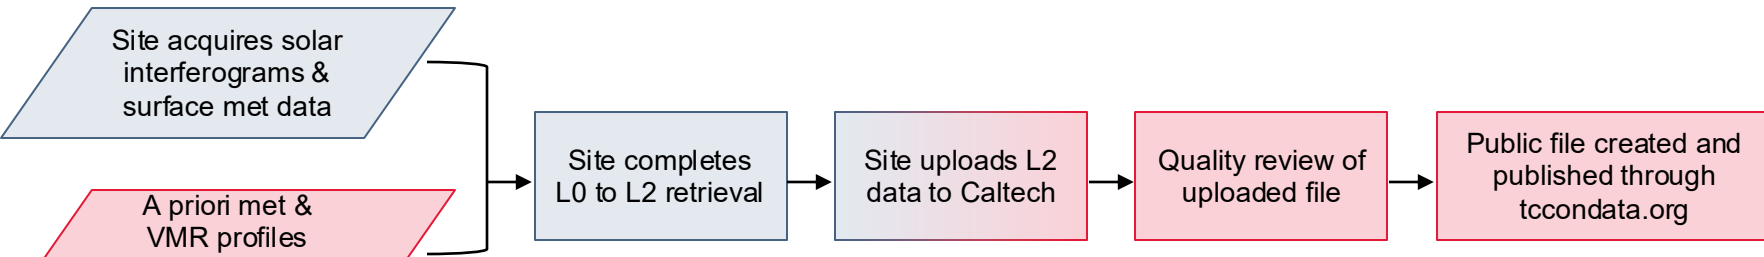 Site acquires solar
interferograms &
surface met data
A priori met &
VMR profiles
Site completes
L0 to L2 retrieval
Site uploads L2
data to Caltech
Quality review of
uploaded file
Public file created and
published through
tccondata.org